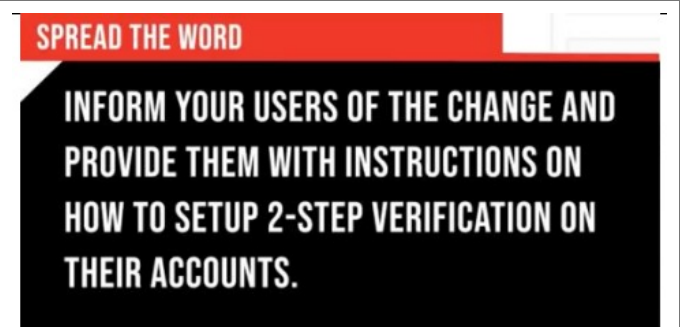 SPREAD THE WORD
INFORM YOUR USERS OF THE CHANGE AND
PROVIDE THEM WITH INSTRUCTIONS ON
HOW TO SETUP 2-STEP VERIFICATION ON
THEIR ACCOUNTS.